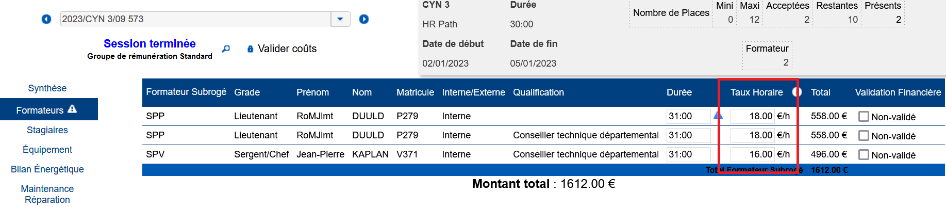 2023/CYN 3/09 573
Session terminée
Groupe de rémunération Standard
Valider coûts
CYN 3
Durée
HR Path
30:00
Date de début
Date de fin
02/01/2023
05/01/2023
Mini Maxi Acceptées Restantes Présents
Nombre de Places 0 12 2 10 2
Formateur
2
Synthèse
Formateurs
Stagiaires
Équipement
Bilan Énergétique
Maintenance
Réparation
Formateur Subrogé Grade Prénom Nom Matricule Interne/Externe Qualification Durée Taux Horaire Total Validation Financière
SPP Lieutenant RoMJImt DUULD P279 Interne 31:00 18.00 €/h 558.00 € Non-validé
SPP Lieutenant RoMJImt DUULD P279 Interne Conseiller technique départemental 31:00 18.00 €/h 558.00 € Non-validé
SPV Sergent/Chef Jean-Pierre KAPLAN V371 Interne Conseiller technique départemental 31:00 16.00 €/h 496.00 € Non-validé
Total Formateur Subrogé 1612.00 €
Montant total : 1612.00 €